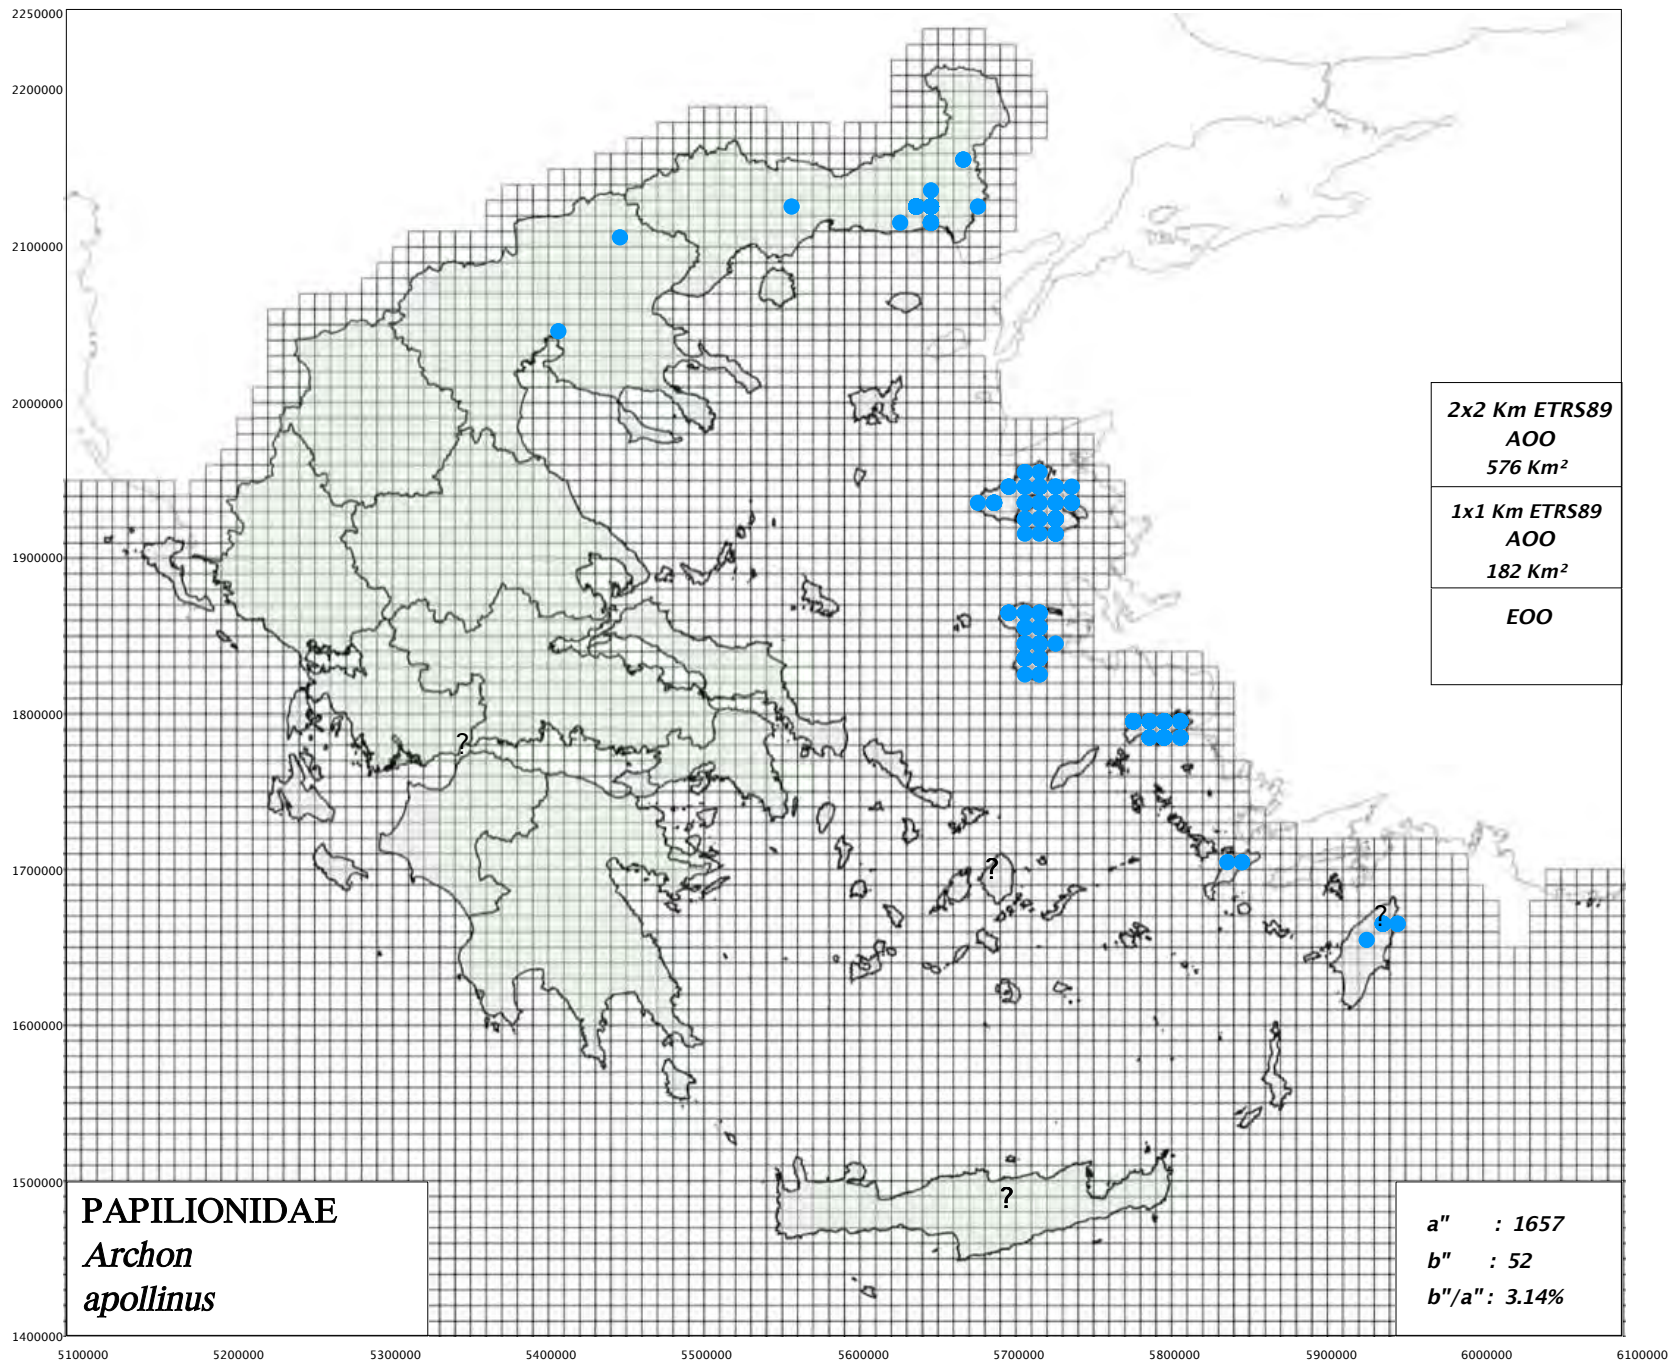 2250000
2200000
2100000
2000000
1900000
1800000
1700000
1600000
1500000
1400000
2x2 Km ETRS89
AOO
576 Km²
1x1 Km ETRS89
AOO
182 Km²
EOO
?
?
?
?
PAPILIONIDAE
Archon
apollinus
a" : 1657
b" : 52
b"/a" : 3.14%
5100000 5200000 5300000 5400000 5500000 5600000 5700000 5800000 5900000 6000000 6100000